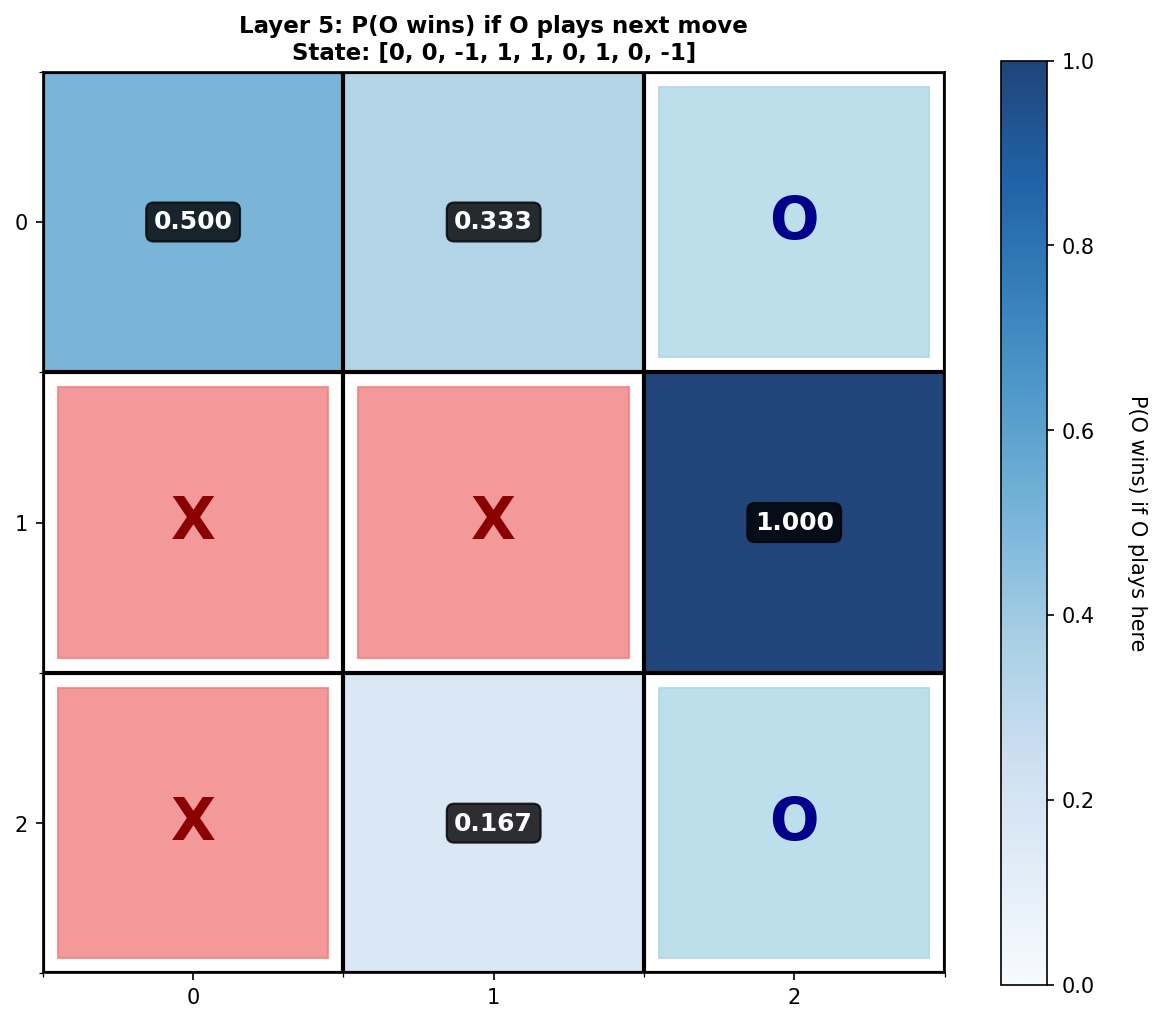 Layer 5: P(O wins) if O plays next move
State: [0, 0, -1, 1, 1, 0, 1, 0, -1]
0
0.500
0.333
O
1
X
X
1.000
2
X
0.167
O
0
1
2
1.0
0.8
0.6
0.4
0.2
0.0
P(O wins) if O plays here